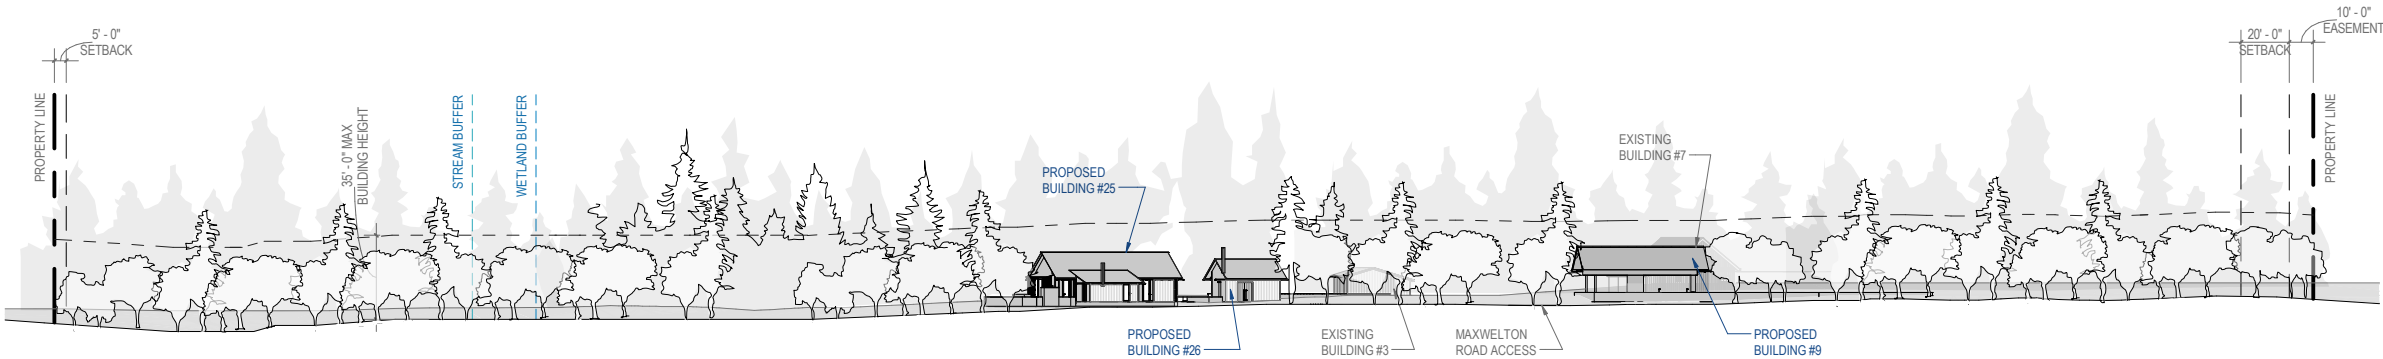 5' - 0"
SETBACK
10' - 0"
EASEMENT
20' - 0"
SETBACK
PROPERTY LINE
35' - 0" MAX
BUILDING HEIGHT
STREAM BUFFER
WETLAND BUFFER
PROPOSED
BUILDING #25
EXISTING
BUILDING #7
PROPERTY LINE
PROPOSED
BUILDING #26
EXISTING
BUILDING #3
MAXWELTON
ROAD ACCESS
PROPOSED
BUILDING #9